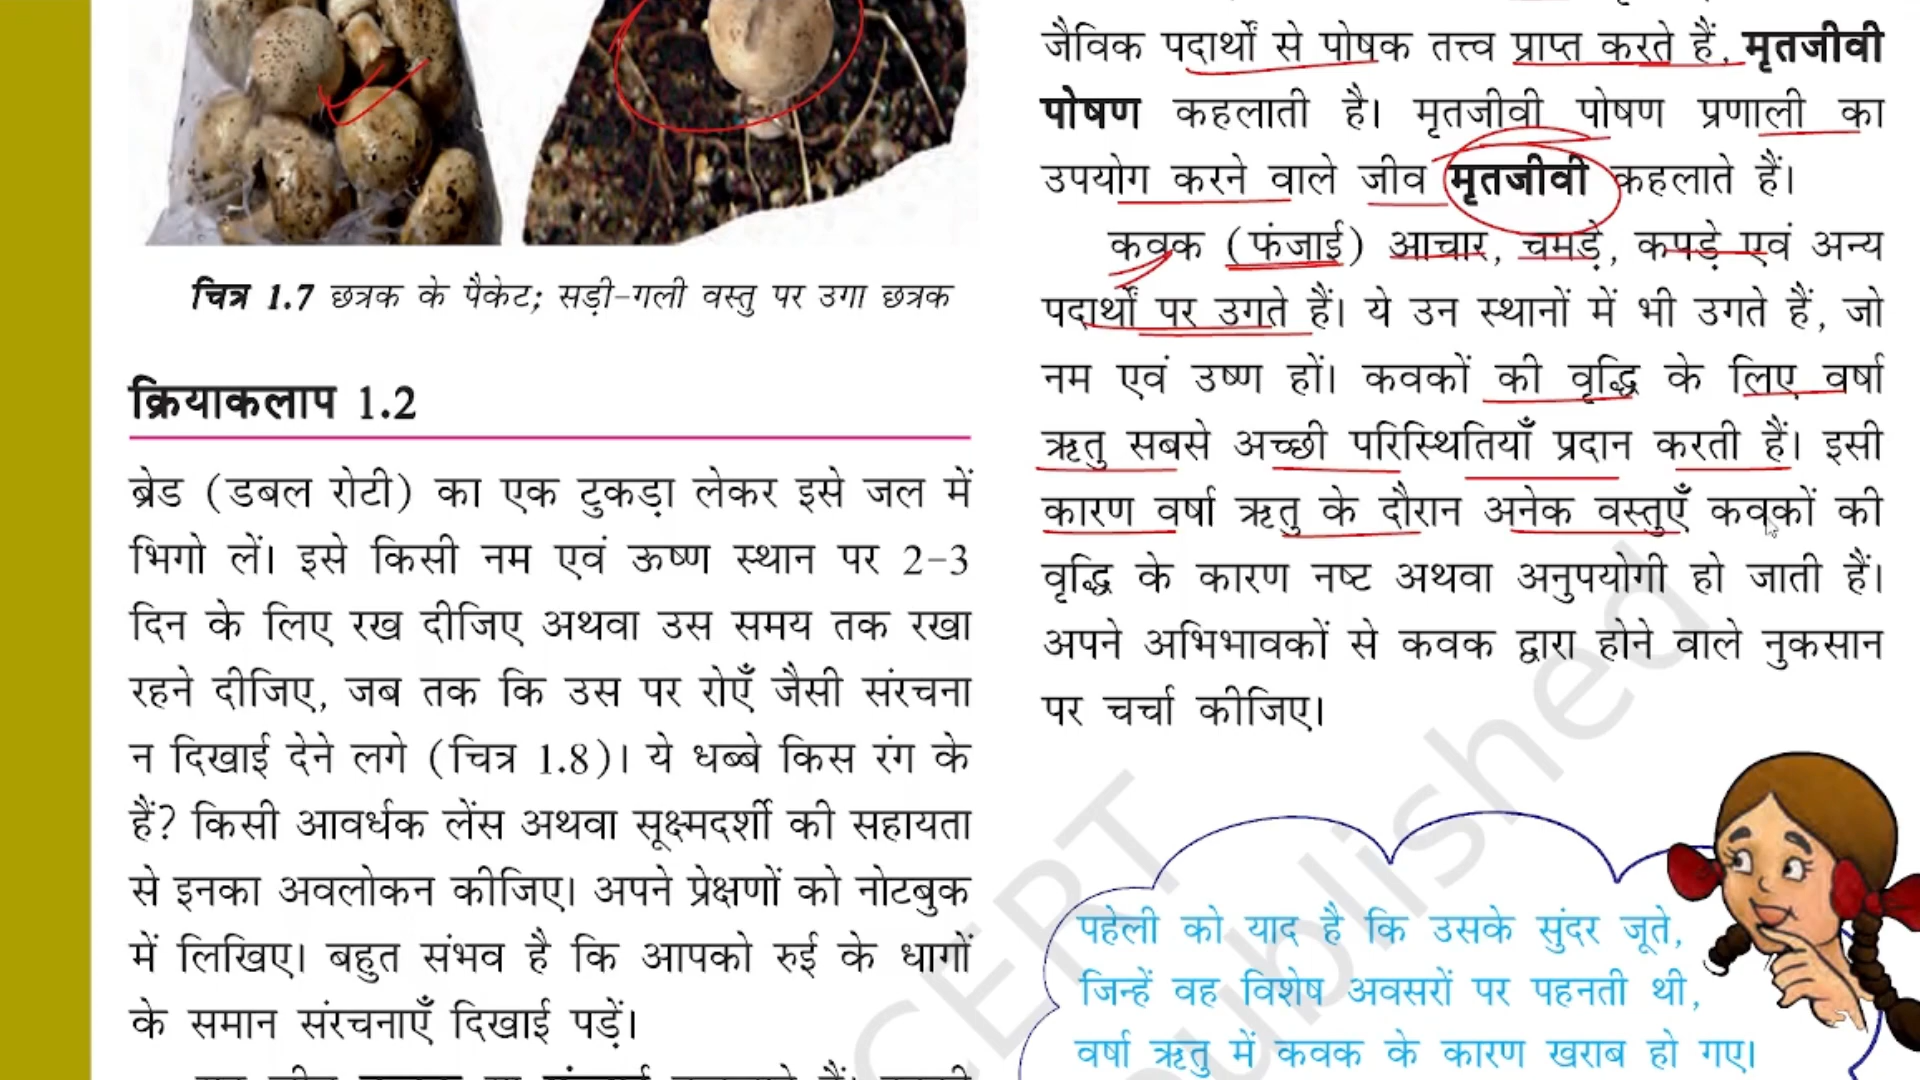 चित्र 1.7 छत्रक के पैकेट; सड़ी-गली वस्तु पर उगा छत्रक
क्रियाकलाप 1.2
ब्रेड (डबल रोटी) का एक टुकड़ा लेकर इसे जल में
भिगो लें। इसे किसी नम एवं ऊष्ण स्थान पर 2-3
दिन के लिए रख दीजिए अथवा उस समय तक रखा
रहने दीजिए, जब तक कि उस पर रोएँ जैसी संरचना
न दिखाई देने लगे (चित्र 1.8)। ये धब्बे किस रंग के
हैं? किसी आवर्धक लेंस अथवा सूक्ष्मदर्शी की सहायता
से इनका अवलोकन कीजिए। अपने प्रेक्षणों को नोटबुक
में लिखिए। बहुत संभव है कि आपको रुई के धागों
के समान संरचनाएँ दिखाई पड़ें।
जैविक पदार्थों से पोषक तत्त्व प्राप्त करते हैं, मृतजीवी
पोषण कहलाती है। मृतजीवी पोषण प्रणाली का
उपयोग करने वाले जीव मृतजीवी कहलाते हैं।
कवक (फंजाई) आचार, चमड़े, कपड़े एवं अन्य
पदार्थों पर उगते हैं। ये उन स्थानों में भी उगते हैं, जो
नम एवं उष्ण हों। कवकों की वृद्धि के लिए वर्षा
ऋतु सबसे अच्छी परिस्थितियाँ प्रदान करती हैं। इसी
कारण वर्षा ऋतु के दौरान अनेक वस्तुएँ कवकों की
वृद्धि के कारण नष्ट अथवा अनुपयोगी हो जाती हैं।
अपने अभिभावकों से कवक द्वारा होने वाले नुकसान
पर चर्चा कीजिए।
पहेली को याद है कि उसके सुंदर जूते,
जिन्हें वह विशेष अवसरों पर पहनती थी,
वर्षा ऋतु में कवक के कारण खराब हो गए।